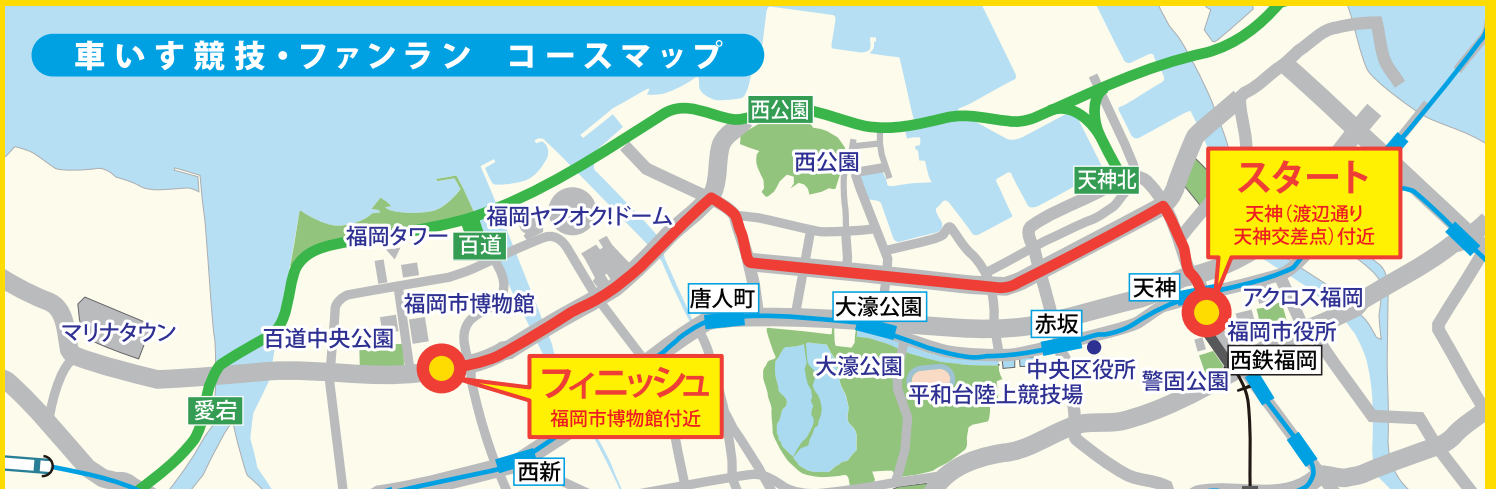 車いす競技・ファンラン　コースマップ
西公園
西公園
天神北
スタート
天神（渡辺通り
天神交差点）付近
福岡ヤフオク!ドーム
福岡タワー
百道
福岡市博物館
唐人町
大濠公園
天神
アクロス福岡
マリナタウン
百道中央公園
赤坂
福岡市役所
西鉄福岡
大濠公園
中央区役所
警固公園
平和台陸上競技場
フィニッシュ
福岡市博物館付近
愛宕
西新